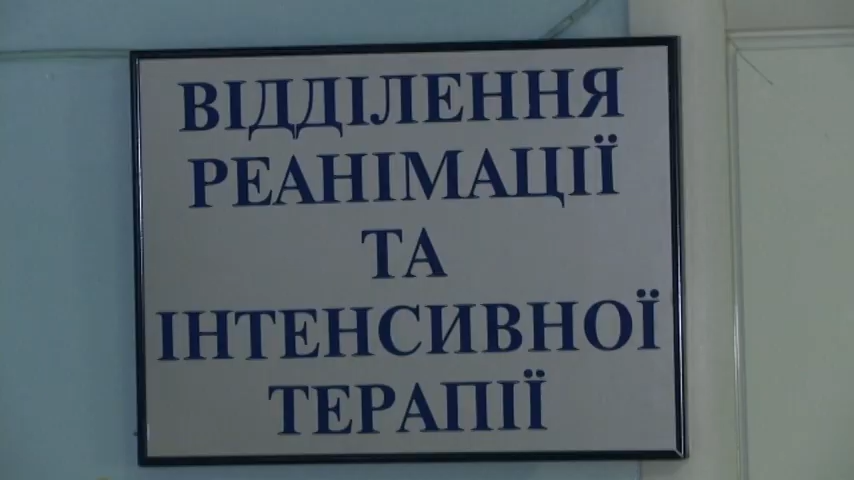 ВІДДІЛЕННЯ
РЕАНІМАЦІЇ
ТА
ІНТЕНСИВНОЇ
ТЕРАПІЇ